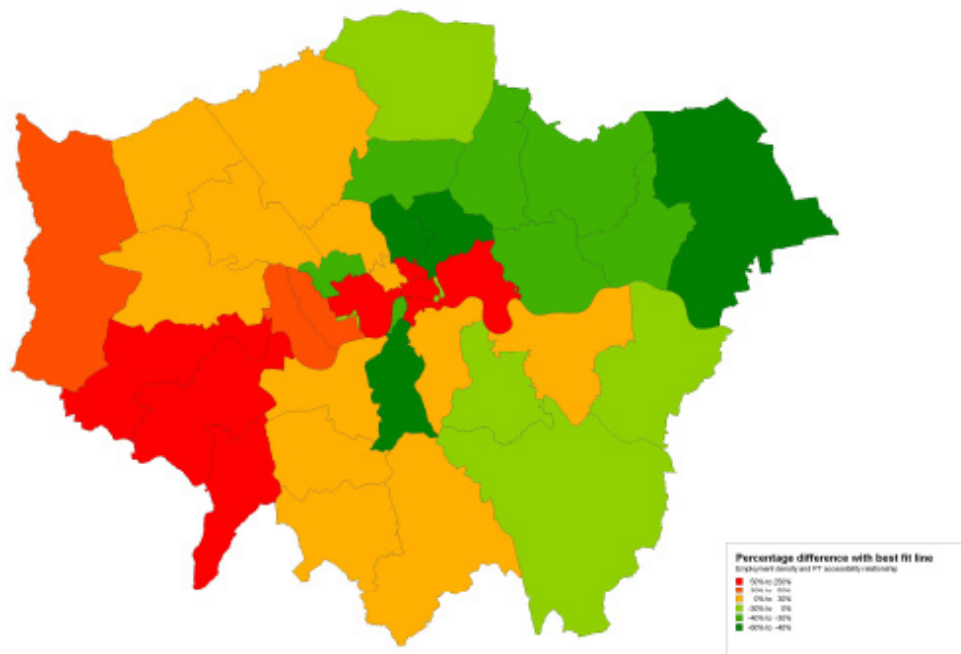 Percentage difference with best fit line
Employment density and PT accessibility relationship
50% to 250%
0% to 30%
-30% to 0%
-40% to -30%
-60% to -40%